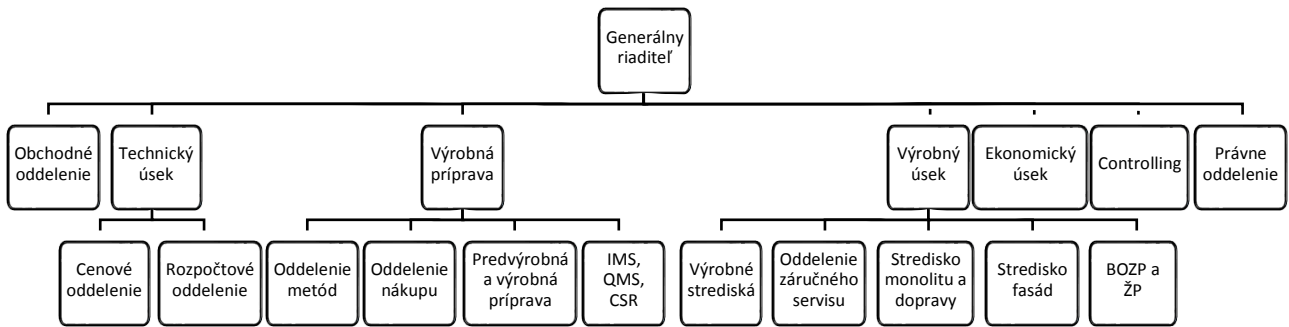 Generálny
riaditeľ
Obchodné
oddelenie
Technický
úsek
Výrobná
príprava
Výrobný
úsek
Ekonomický
úsek
Controlling
Právne
oddelenie
Cenové
oddelenie
Rozpočtové
oddelenie
Oddelenie
metód
Oddelenie
nákupu
Predvýrobná
a výrobná
príprava
IMS,
QMS,
CSR
Výrobné
strediská
Oddelenie
záručného
servisu
Stredisko
monolitu a
dopravy
Stredisko
fasád
BOZP a
ŽP